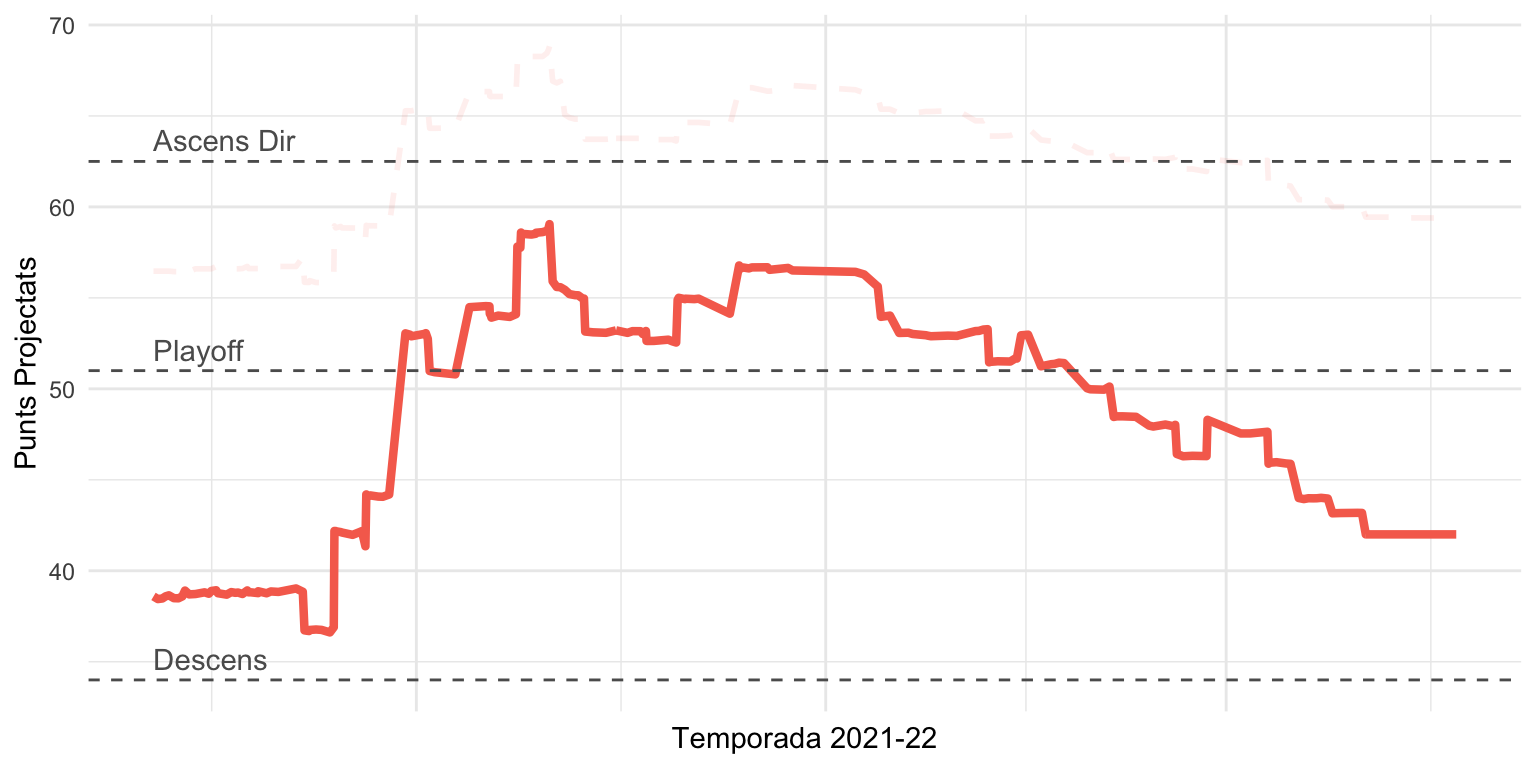 70
Ascens Dir
60
Playoff
50
40
Descens
Punts Projectats
Temporada 2021-22